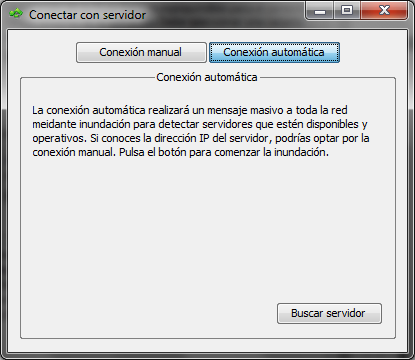 Conectar con servidor
Conexión manual
Conexión automática
Conexión automática
La conexión automática realizará un mensaje masivo a toda la red
meidante inundación para detectar servidores que estén disponibles y
operativos. Si conoces la dirección IP del servidor, podrías optar por la
conexión manual. Pulsa el botón para comenzar la inundación.
Buscar servidor